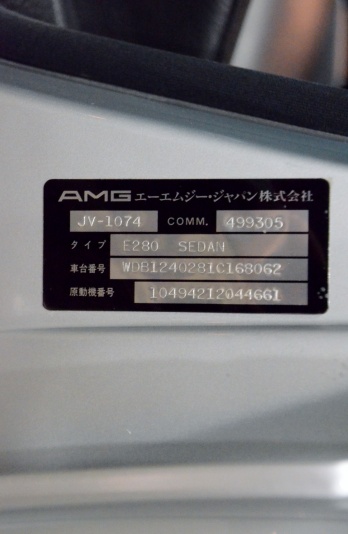 AMG エーエムジー・ジャパン株式会社
JV-1074 COMM. 499305
タイプ E280 SEDAN
車台番号 WDB1240281C168062
原動機番号 10494212044661